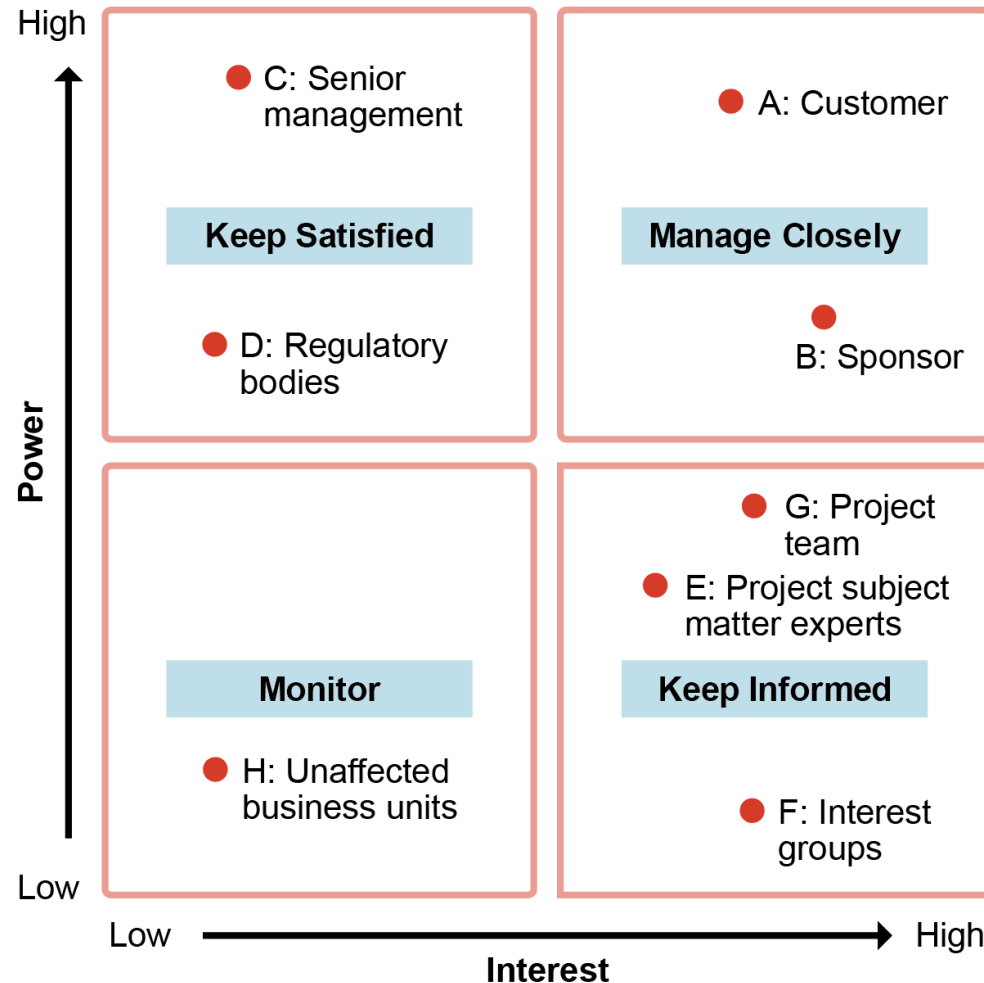 High
C: Senior
management
A: Customer
Keep Satisfied
Manage Closely
D: Regulatory
bodies
B: Sponsor
Power
G: Project
team
E: Project subject
matter experts
Monitor
Keep Informed
H: Unaffected
business units
F: Interest
groups
Low
Low
High
Interest